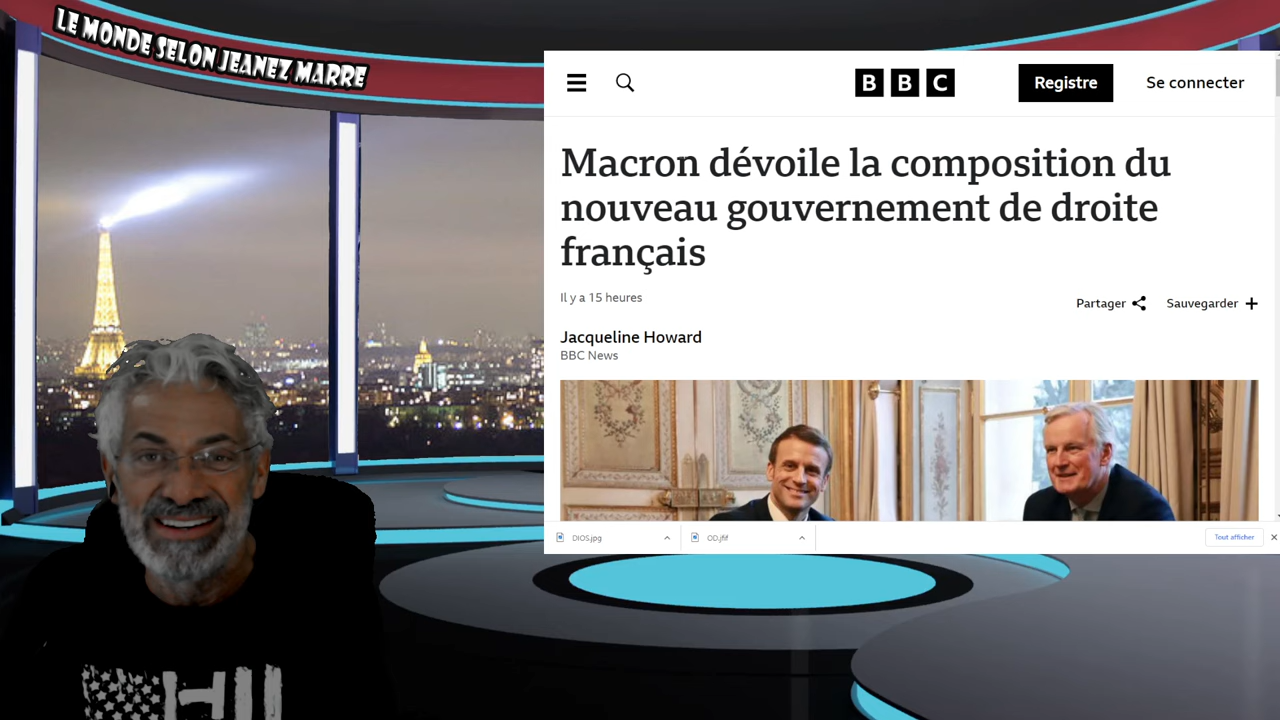 LE MONDE SELON JEANEZ MARRE
BBC
Registre
Se connecter
Macron dévoile la composition du
nouveau gouvernement de droite
français
Il y a 15 heures
Partager
Sauvegarder
Jacqueline Howard
BBC News
DIOS.jpg
OD.jfif
Tout afficher